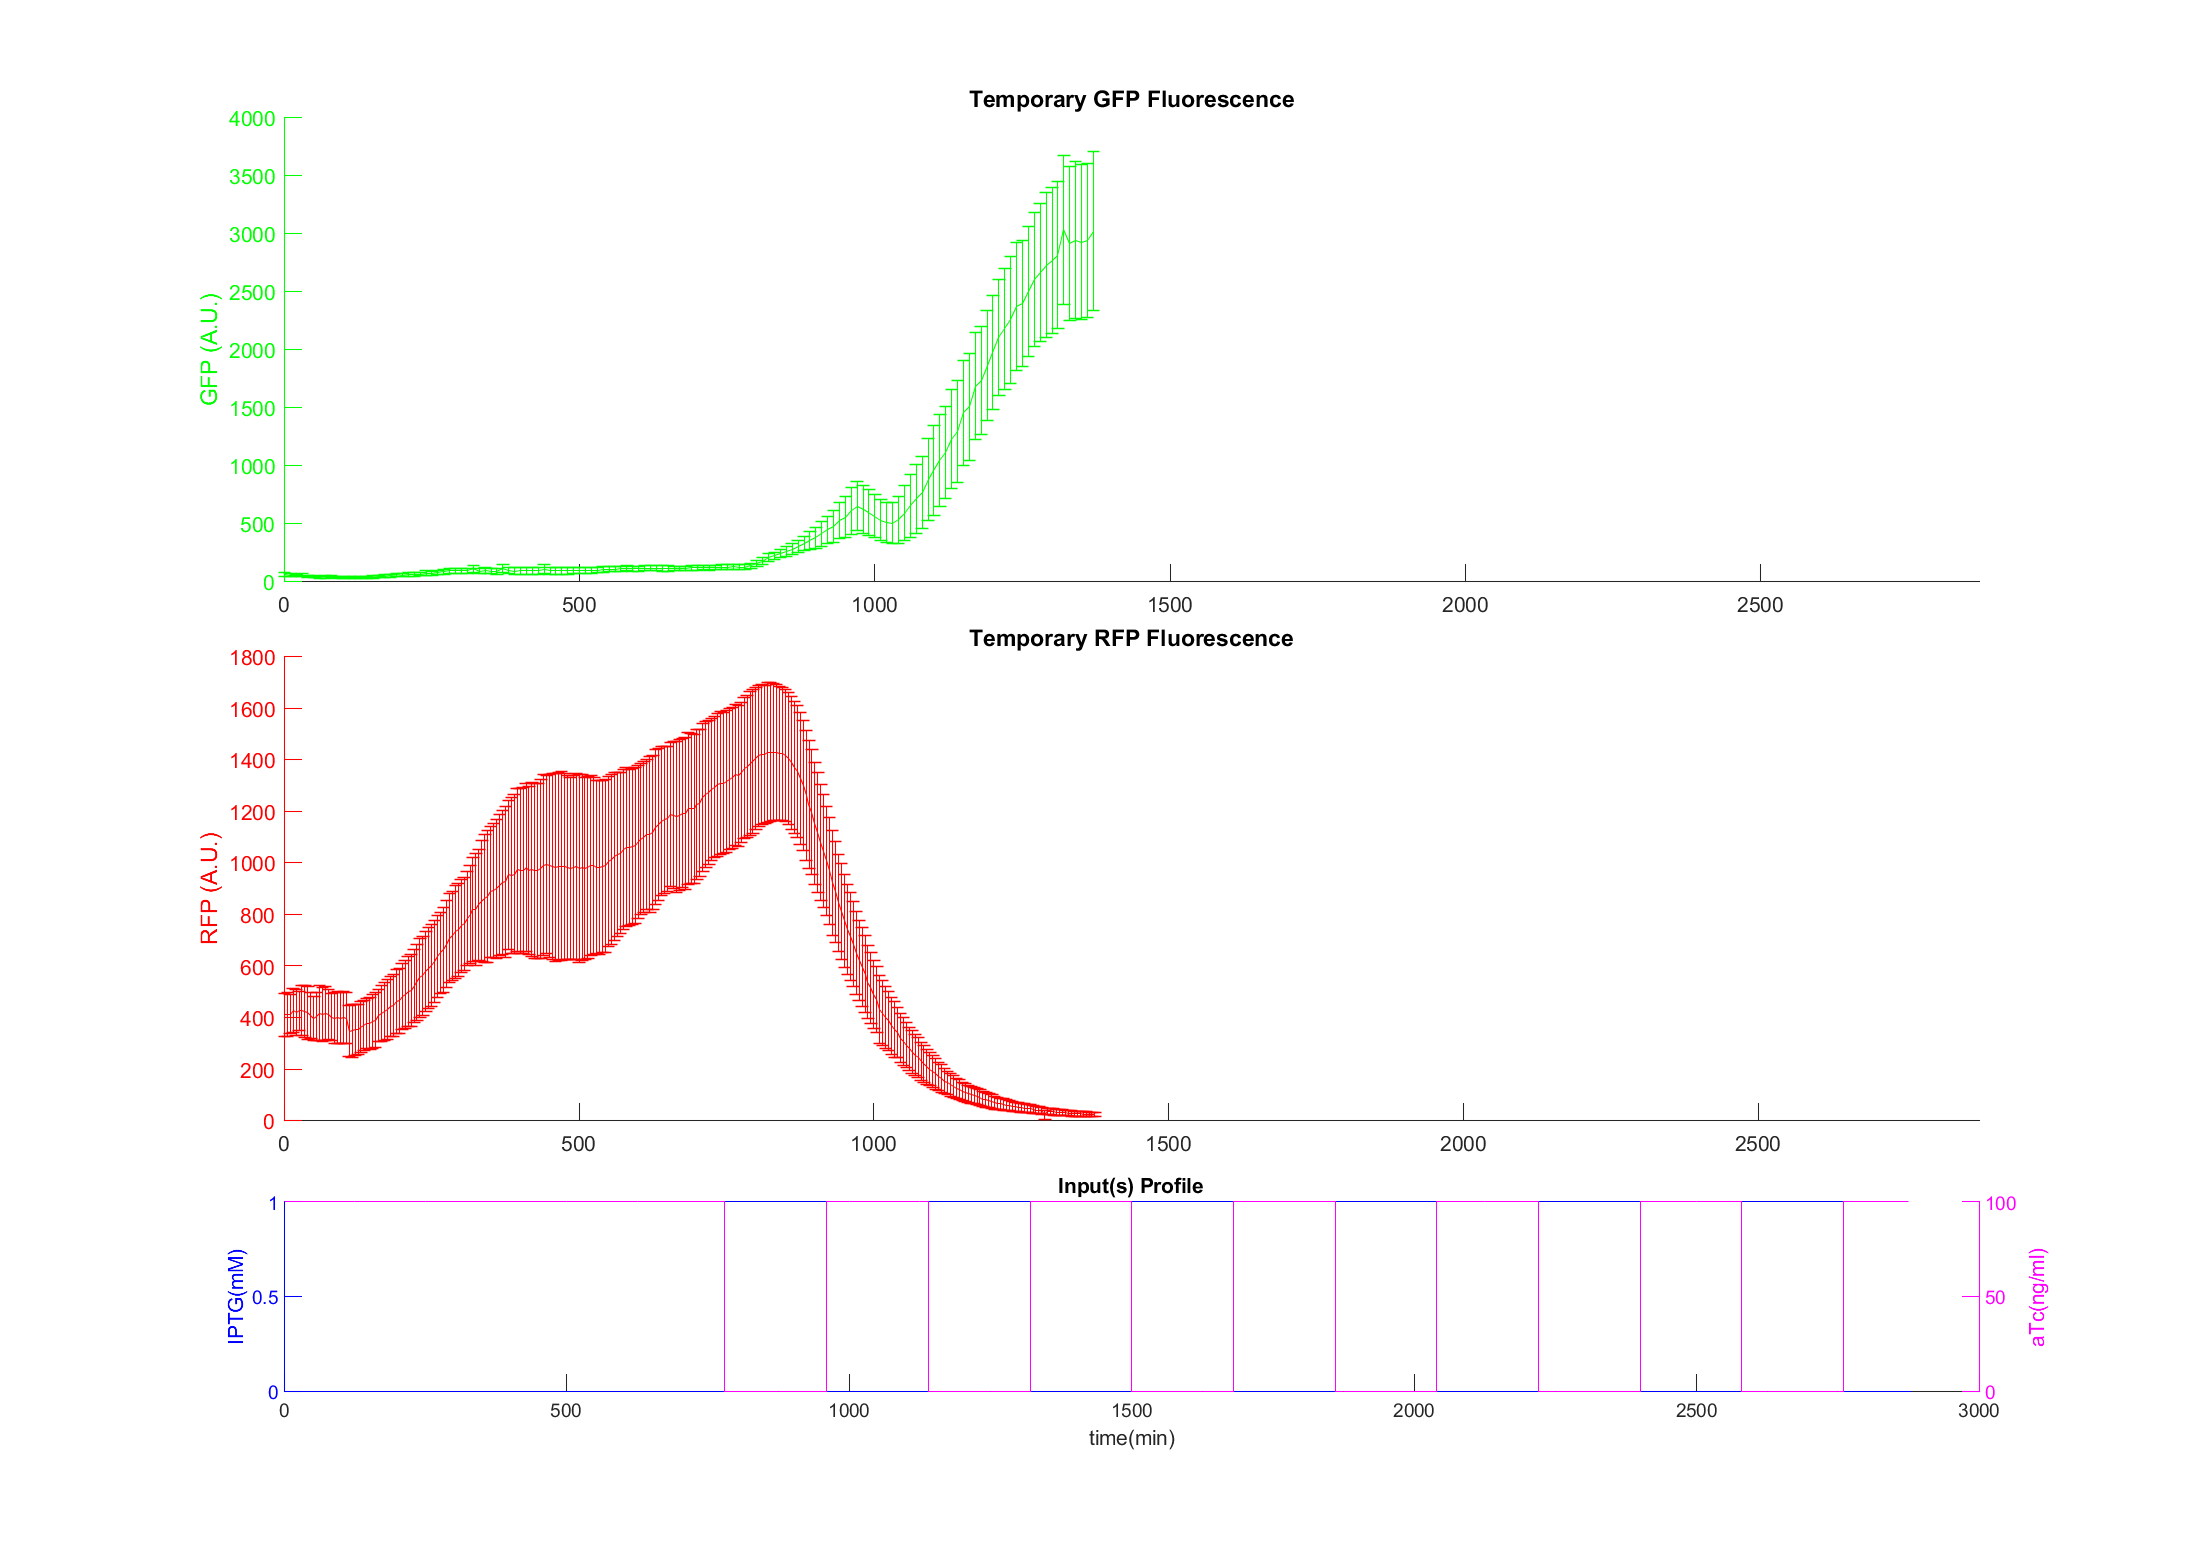 Temporary GFP Fluorescence
4000
3500
3000
2500
2000
1500
1000
500
0
GFP (A.U.)
0 500 1000 1500 2000 2500
Temporary RFP Fluorescence
1800
1600
1400
1200
1000
800
600
400
200
0
RFP (A.U.)
0 500 1000 1500 2000 2500
Input(s) Profile
1
0.5
0
IPTG(mM)
100
50
0
aTc(ng/ml)
0 500 1000 1500 2000 2500 3000
time(min)